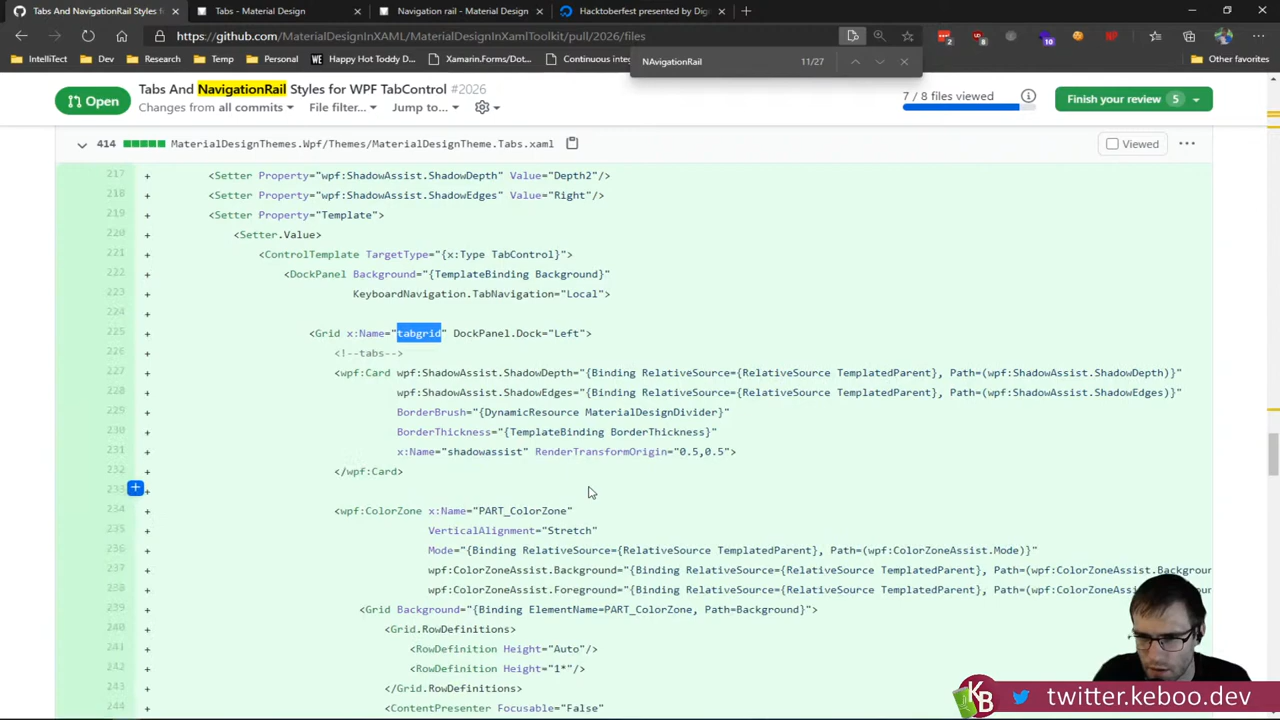 Tabs And NavigationRail Styles for
Tabs - Material Design
Navigation rail - Material Design
Hacktoberfest presented by Dig
https://github.com/MaterialDesignInXAML/MaterialDesignInXamlToolkit/pull/2026/files
2
8
10
IntelliTect
Dev
Research
Finance
Personal
Happy Hot Toddy D...
Xamarin.Forms/Docu...
Continuous integ
Other favorites
NAvigationRail
11/27
Tabs And NavigationRail Styles for WPF TabControl #2026
Open
Changes from all commits
File filter...
Jump to...
7 / 8 files viewed
Finish your review 5
414
MaterialDesignThemes.Wpf/Themes/MaterialDesignTheme.Tabs.xaml
Viewed
217 + <Setter Property="wpf:ShadowAssist.ShadowDepth" Value="Depth2"/>
218 + <Setter Property="wpf:ShadowAssist.ShadowEdges" Value="Right"/>
219 + <Setter Property="Template">
220 + <Setter.Value>
221 + <ControlTemplate TargetType="{x:Type TabControl}">
222 + <DockPanel Background="{TemplateBinding Background}"
223 + KeyboardNavigation.TabNavigation="Local">
224 +
225 + <Grid x:Name="tabgrid" DockPanel.Dock="Left">
226 + <!--tabs-->
227 + <wpf:Card wpf:ShadowAssist.ShadowDepth="{Binding RelativeSource={RelativeSource TemplatedParent}, Path=(wpf:ShadowAssist.ShadowDepth)}"
228 + wpf:ShadowAssist.ShadowEdges="{Binding RelativeSource={RelativeSource TemplatedParent}, Path=(wpf:ShadowAssist.ShadowEdges)}"
229 + BorderBrush="{DynamicResource MaterialDesignDivider}"
230 + BorderThickness="{TemplateBinding BorderThickness}"
231 + x:Name="shadowassist" RenderTransformOrigin="0.5,0.5">
232 + </wpf:Card>
233 +
234 + <wpf:ColorZone x:Name="PART_ColorZone"
235 + VerticalAlignment="Stretch"
236 + Mode="{Binding RelativeSource={RelativeSource TemplatedParent}, Path=(wpf:ColorZoneAssist.Mode)}"
237 + wpf:ColorZoneAssist.Background="{Binding RelativeSource={RelativeSource TemplatedParent}, Path=(wpf:ColorZoneAssist.Backgroun
238 + wpf:ColorZoneAssist.Foreground="{Binding RelativeSource={RelativeSource TemplatedParent}, Path=(
239 + <Grid Background="{Binding ElementName=PART_ColorZone, Path=Background}">
240 + <Grid.RowDefinitions>
241 + <RowDefinition Height="Auto"/>
242 + <RowDefinition Height="1*"/>
243 + </Grid.RowDefinitions>
244 + <ContentPresenter Focusable="False"
KB
twitter.keboo.dev